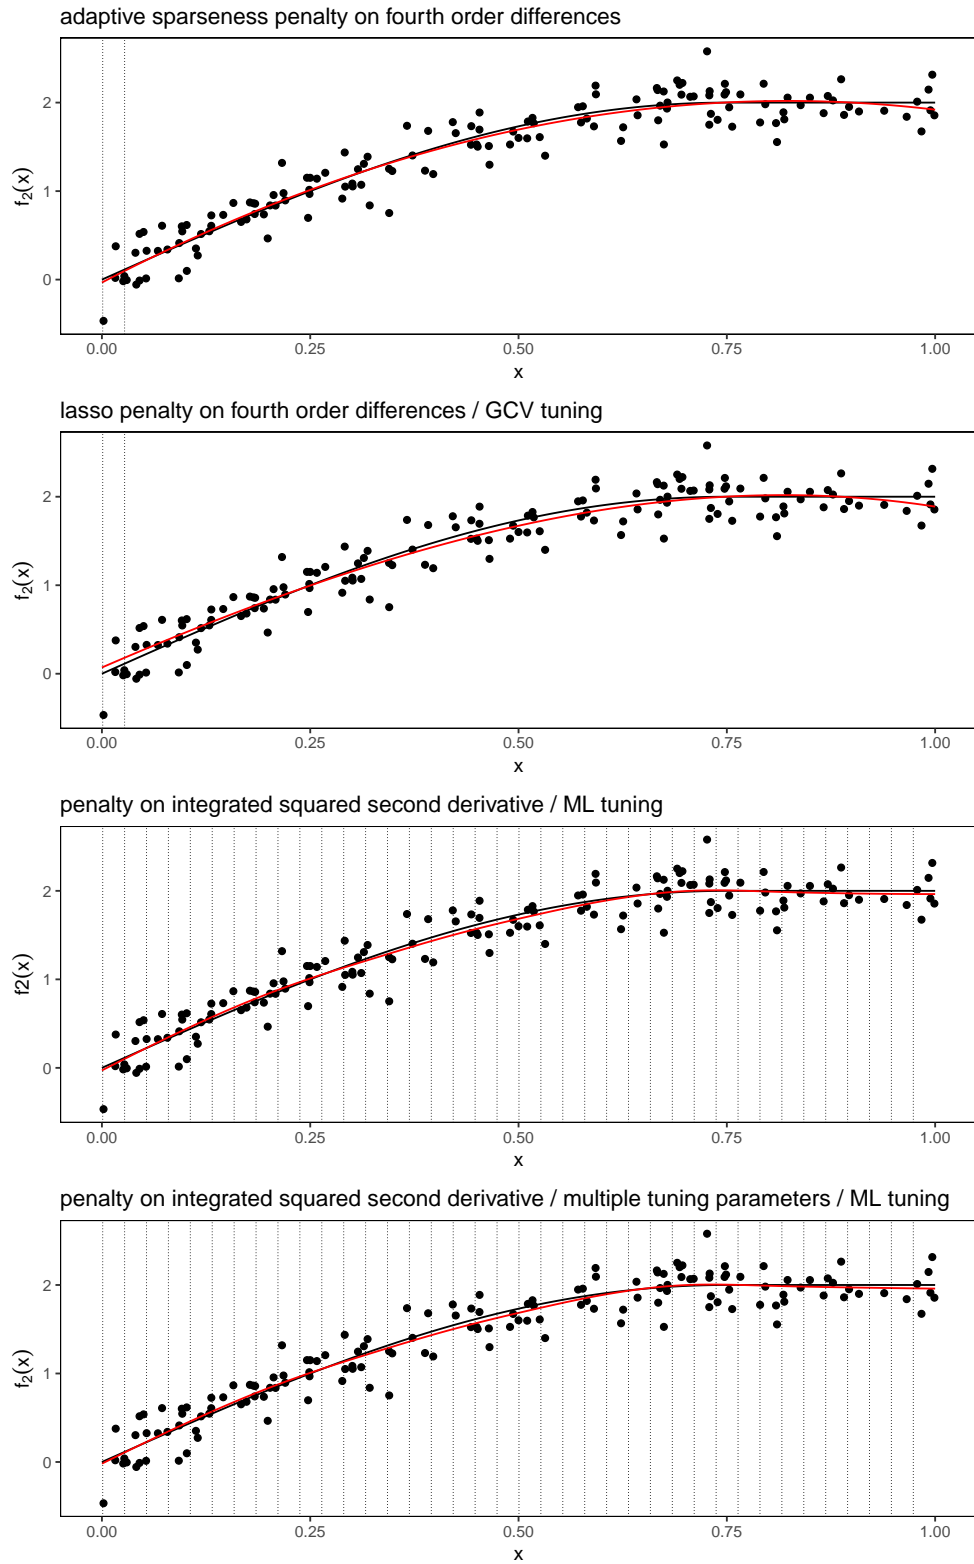 adaptive sparseness penalty on fourth order differences
f₂(x)
2
1
0
0.00 0.25 0.50 0.75 1.00
x
lasso penalty on fourth order differences / GCV tuning
f₂(x)
2
1
0
0.00 0.25 0.50 0.75 1.00
x
penalty on integrated squared second derivative / ML tuning
f2(x)
2
1
0
0.00 0.25 0.50 0.75 1.00
x
penalty on integrated squared second derivative / multiple tuning parameters / ML tuning
f₂(x)
2
1
0
0.00 0.25 0.50 0.75 1.00
x